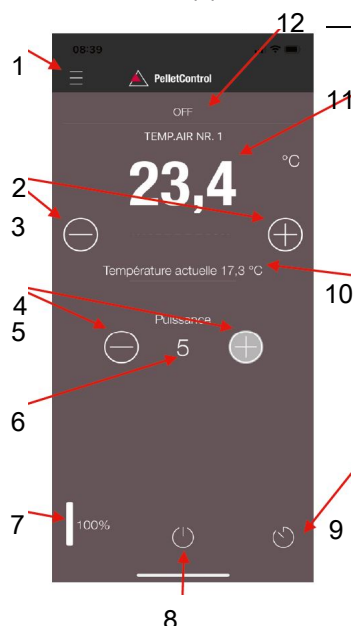 12
08:39
1
PelletControl
OFF
11
TEMP.AIR NR. 1
23,4 °C
2
3
Température actuelle 17,3 °C
10
4
Puissance
5
5
6
7
100%
9
8